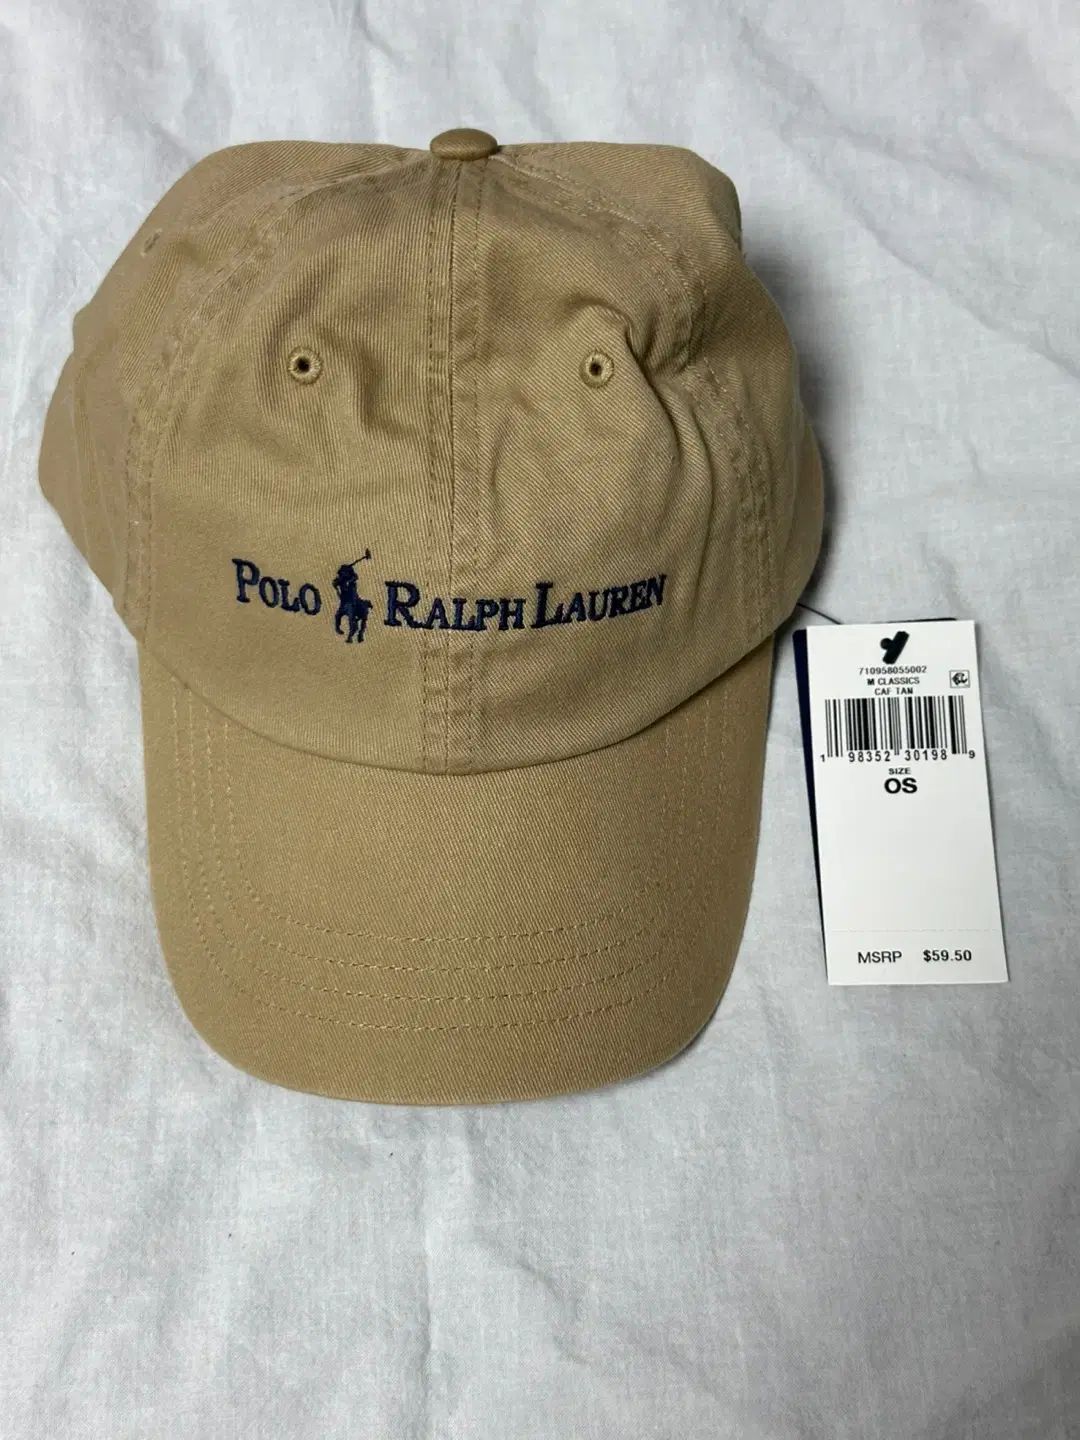 POLO RALPH LAUREN
710958055002
M CLASSICS
CAF TAN
1 98352 30198 9
SIZE
OS
MSRP $59.50